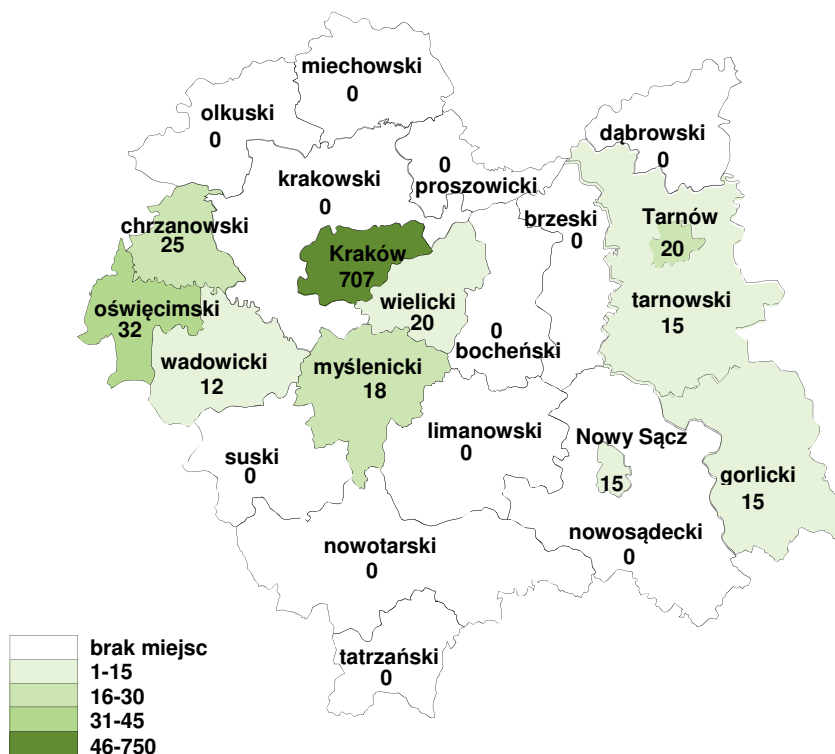 miechowski
0
olkuski
0
dąbrowski
0
0
proszowicki
krakowski
0
brzeski
0
Tarnów
20
chrzanowski
25
Kraków
707
oświęcimski
32
wielicki
20
tarnowski
15
0
bocheński
wadowicki
12
myślenicki
18
limanowski
0
Nowy Sącz
15
suski
0
gorlicki
15
nowotarski
0
nowosądecki
0
tatrzański
0
brak miejsc
1-15
16-30
31-45
46-750